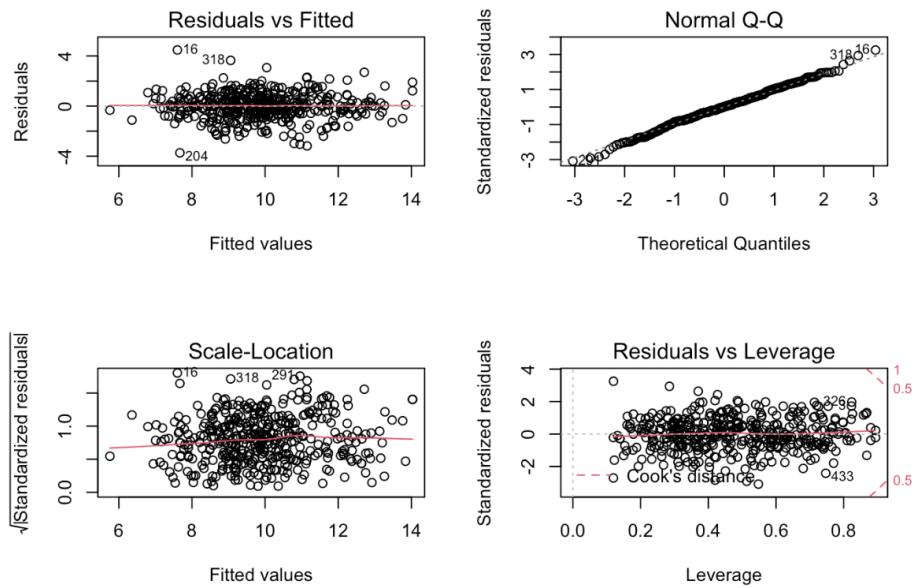 Residuals vs Fitted
Residuals
4
0
-4
16
318
204
6 8 10 12 14
Fitted values
Normal Q-Q
Standardized residuals
3
1
-1
-3
318 16
-3 -2 -1 0 1 2 3
Theoretical Quantiles
Scale-Location
√|Standardized residuals|
1.0
0.0
16
318
291
6 8 10 12 14
Fitted values
Residuals vs Leverage
Standardized residuals
4
2
0
-2
1
0.5
0.5
326
433
Cook's distance
0.0 0.2 0.4 0.6 0.8
Leverage